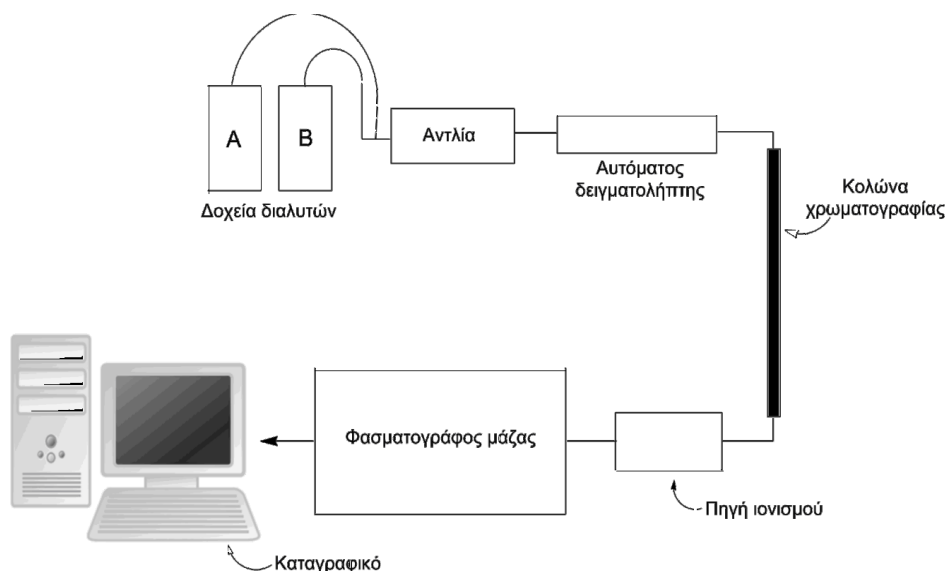 A
B
Αντλία
Δοχεία διαλυτών
Αυτόματος
δειγματολήπτης
Κολώνα
χρωματογραφίας
Φασματογράφος μάζας
Πηγή ιονισμού
Καταγραφικό